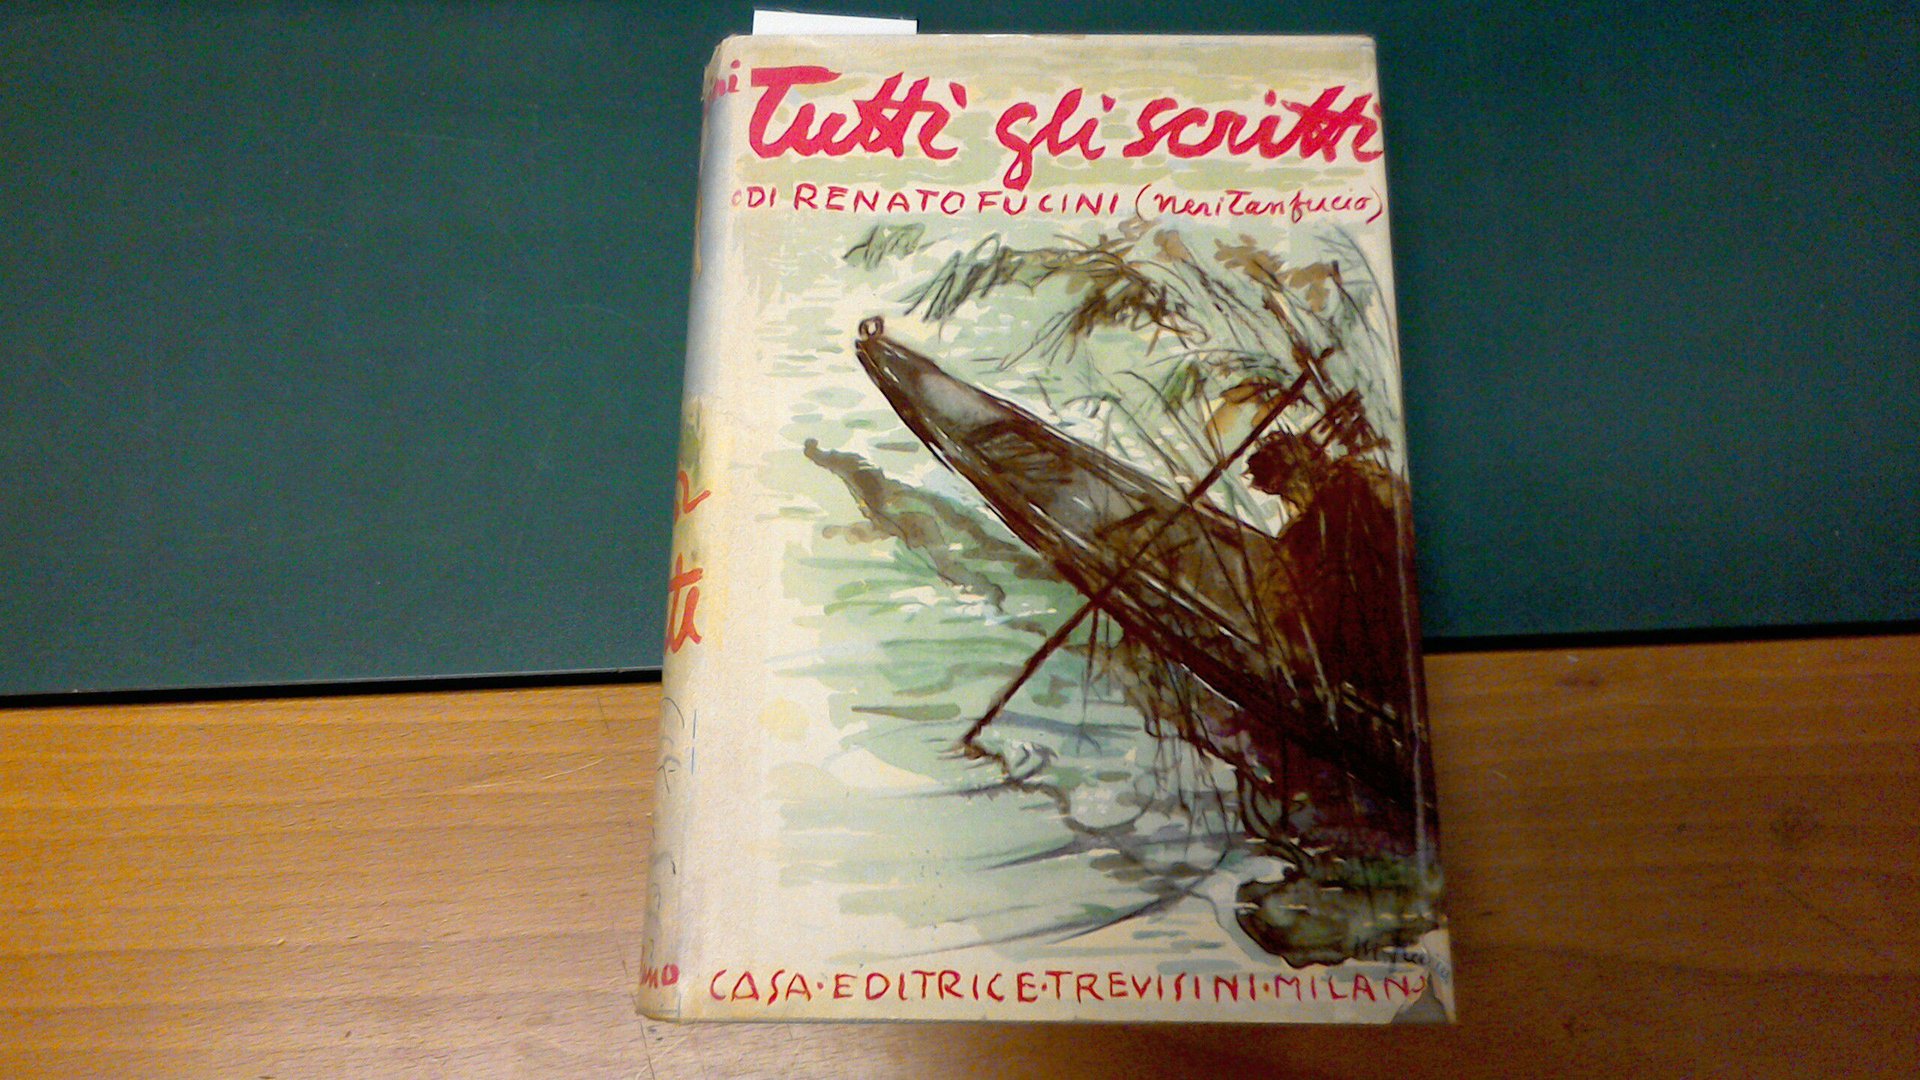 Tutti gli scritti
DI RENATO FUCINI (Neri Tanfucio)
CASA·EDITRICE·TREVISINI·MILANO